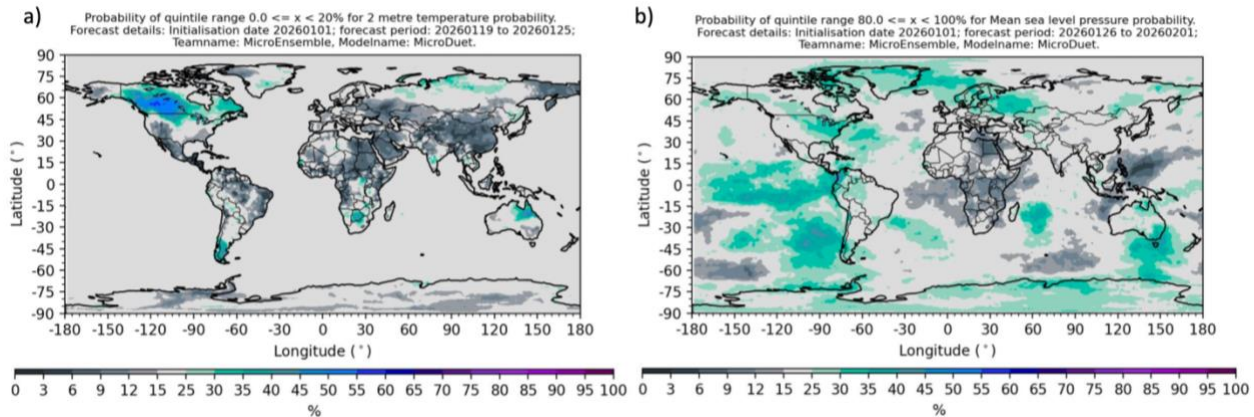 a)
Probability of quintile range 0.0 <= x < 20% for 2 metre temperature probability.
Forecast details: Initialisation date 20260101; forecast period: 20260119 to 20260125;
Teamname: MicroEnsemble, Modelname: MicroDuet.
90
75
60
45
30
15
0
-15
-30
-45
-60
-75
-90
Latitude (°)
-180 -150 -120 -90 -60 -30 0 30 60 90 120 150 180
Longitude (°)
0 3 6 9 12 15 25 30 35 40 45 50 55 60 65 70 75 80 85 90 95 100
%
b)
Probability of quintile range 80.0 <= x < 100% for Mean sea level pressure probability.
Forecast details: Initialisation date 20260101; forecast period: 20260126 to 20260201;
Teamname: MicroEnsemble, Modelname: MicroDuet.
90
75
60
45
30
15
0
-15
-30
-45
-60
-75
-90
Latitude (°)
-180 -150 -120 -90 -60 -30 0 30 60 90 120 150 180
Longitude (°)
0 3 6 9 12 15 25 30 35 40 45 50 55 60 65 70 75 80 85 90 95 100
%